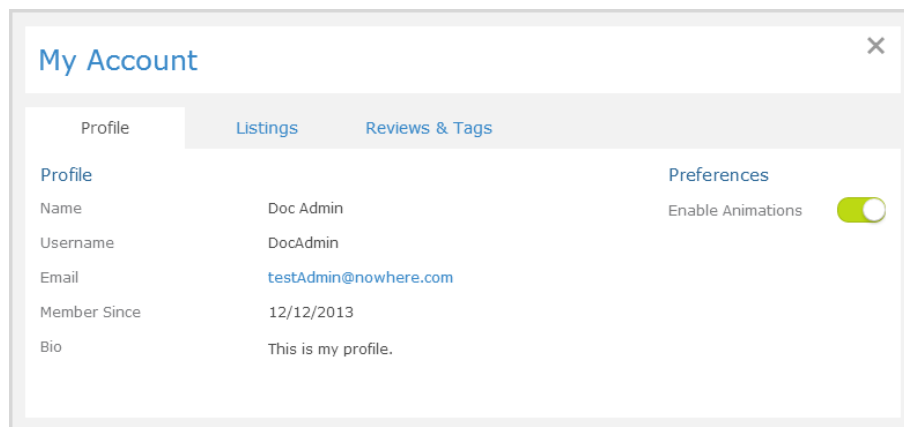 My Account
Profile Listings Reviews & Tags
Profile
Name Doc Admin
Username DocAdmin
Email testAdmin@nowhere.com
Member Since 12/12/2013
Bio This is my profile.
Preferences
Enable Animations